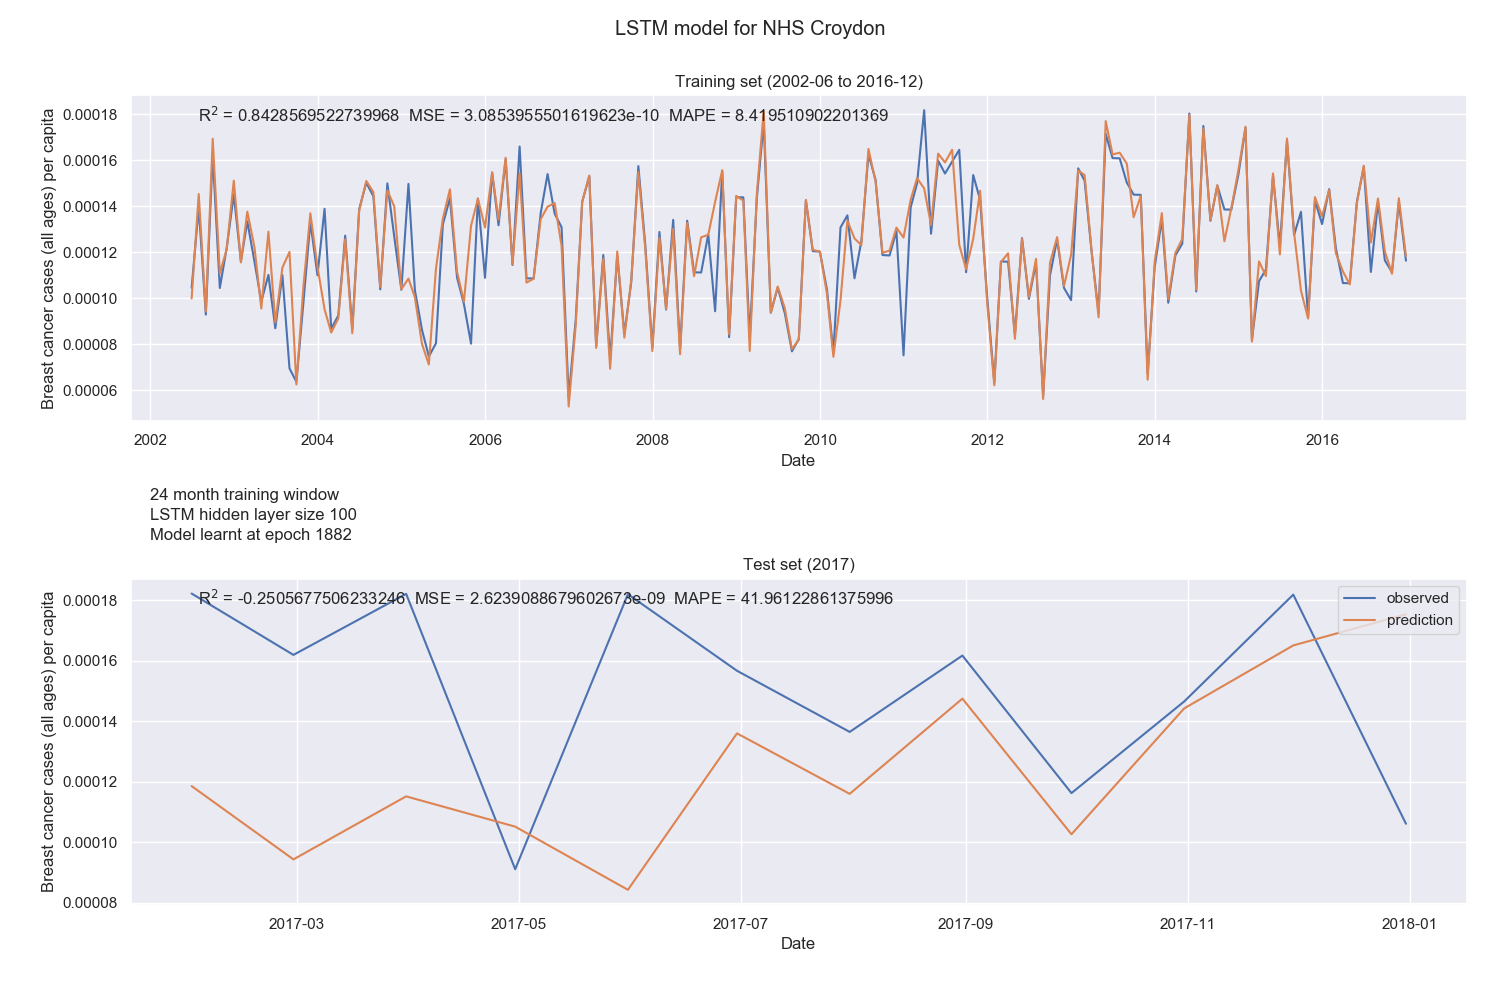 LSTM model for NHS Croydon
Training set (2002-06 to 2016-12)
R² = 0.8428569522739968 MSE = 3.0853955501619623e-10 MAPE = 8.419510902201369
Breast cancer cases (all ages) per capita
0.00018
0.00016
0.00014
0.00012
0.00010
0.00008
0.00006
2002 2004 2006 2008 2010 2012 2014 2016
Date
24 month training window
LSTM hidden layer size 100
Model learnt at epoch 1882
Test set (2017)
R² = -0.2505677506233246 MSE = 2.6239088679602673e-09 MAPE = 41.96122861375996
observed
prediction
Breast cancer cases (all ages) per capita
0.00018
0.00016
0.00014
0.00012
0.00010
0.00008
2017-03 2017-05 2017-07 2017-09 2017-11 2018-01
Date